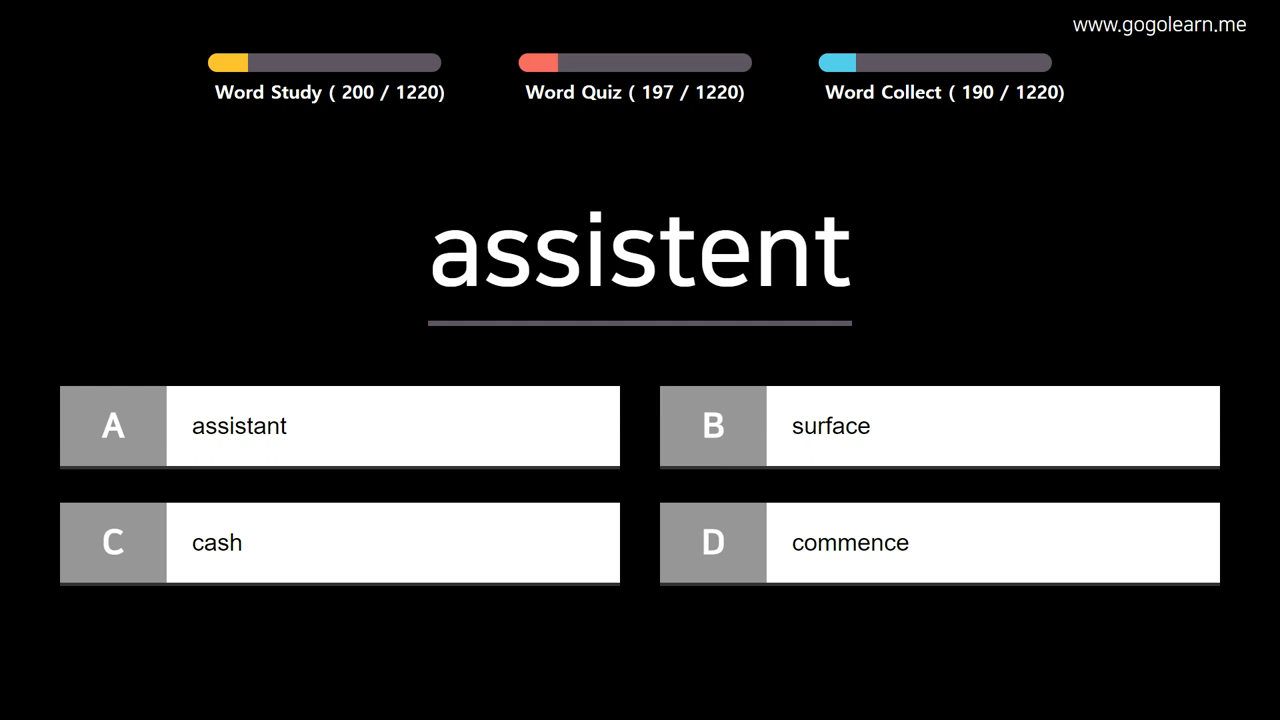 www.gogolearn.me
Word Study ( 200 / 1220)
Word Quiz ( 197 / 1220)
Word Collect ( 190 / 1220)
assistent
A assistant
B surface
C cash
D commence